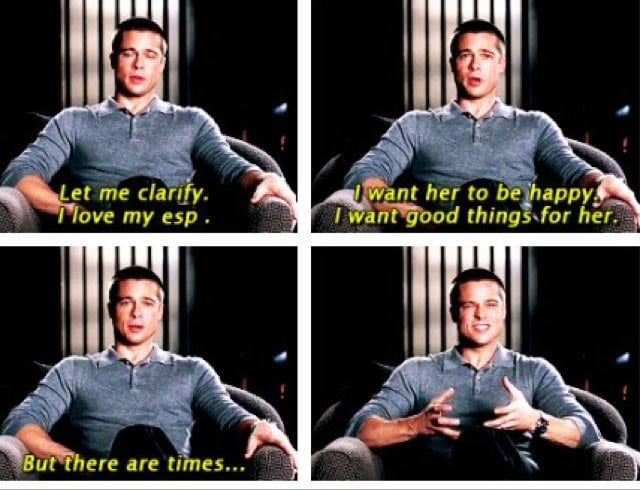 Let me clarify.
I love my esp .
I want her to be happy.
I want good things for her.
But there are times...